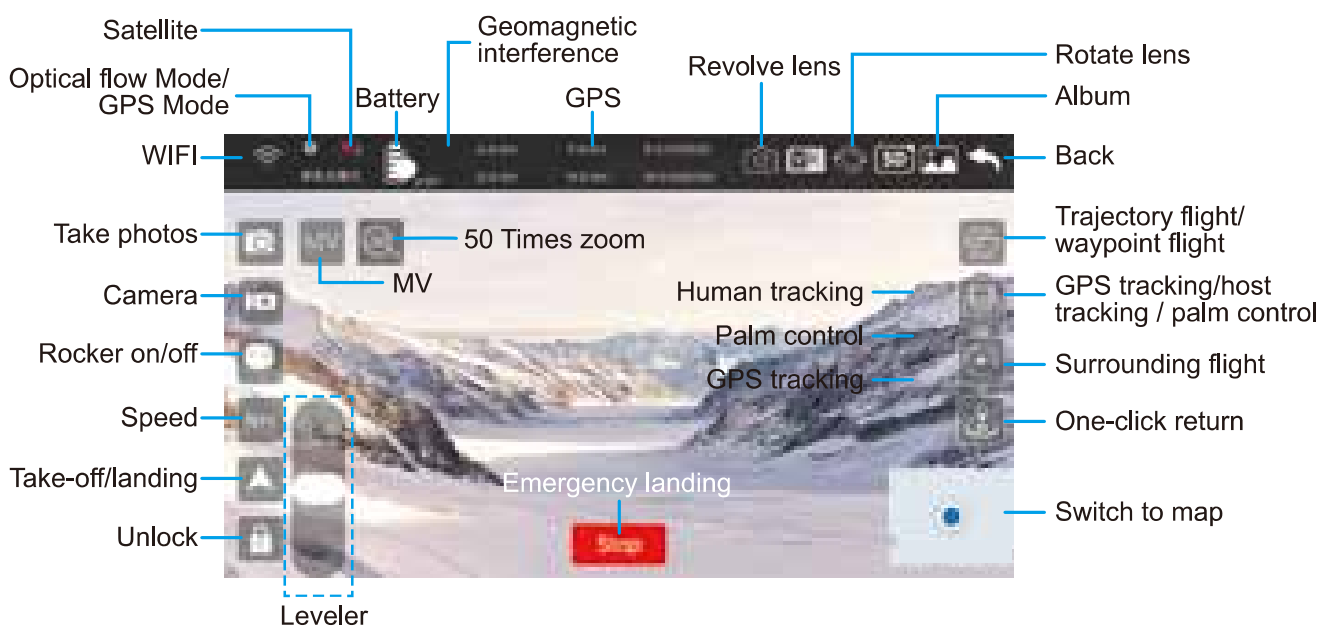 Satellite
Geomagnetic
interference
Optical flow Mode/
GPS Mode
Battery
GPS
Revolve lens
Rotate lens
Album
WIFI
Back
Take photos
50 Times zoom
MV
Trajectory flight/
waypoint flight
Camera
Human tracking
GPS tracking/host
tracking / palm control
Rocker on/off
Palm control
GPS tracking
Surrounding flight
Speed
One-click return
Take-off/landing
Emergency landing
Switch to map
Unlock
Stop
Leveler